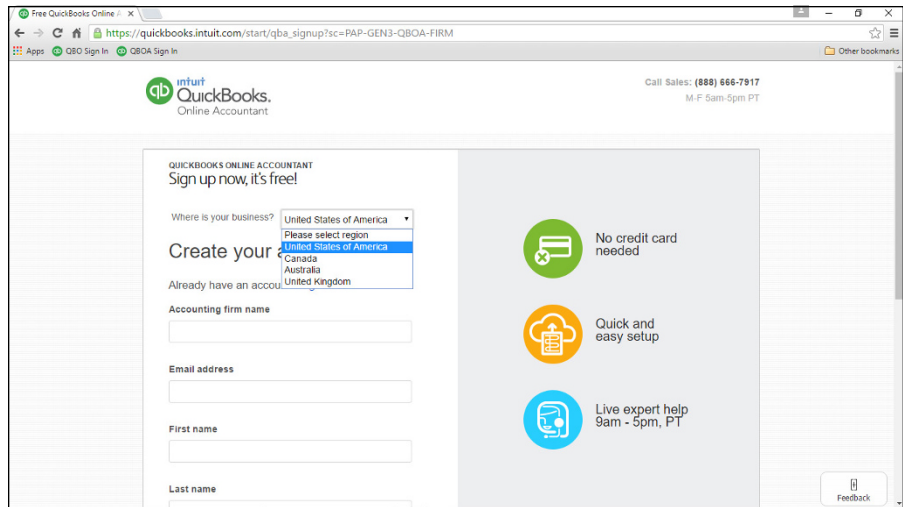 Free QuickBooks Online A
https://quickbooks.intuit.com/start/qba_signup?sc=PAP-GEN3-QBOA-FIRM
Apps QBO Sign In QBOA Sign In Other bookmarks
intuit
QuickBooks.
Online Accountant
Call Sales: (888) 666-7917
M-F 5am-5pm PT
QUICKBOOKS ONLINE ACCOUNTANT
Sign up now, it's free!
Where is your business? United States of America
Please select region
United States of America
Canada
Australia
United Kingdom
Create your a
Already have an accou
Accounting firm name
Email address
First name
Last name
No credit card
needed
Quick and
easy setup
Live expert help
9am - 5pm, PT
Feedback